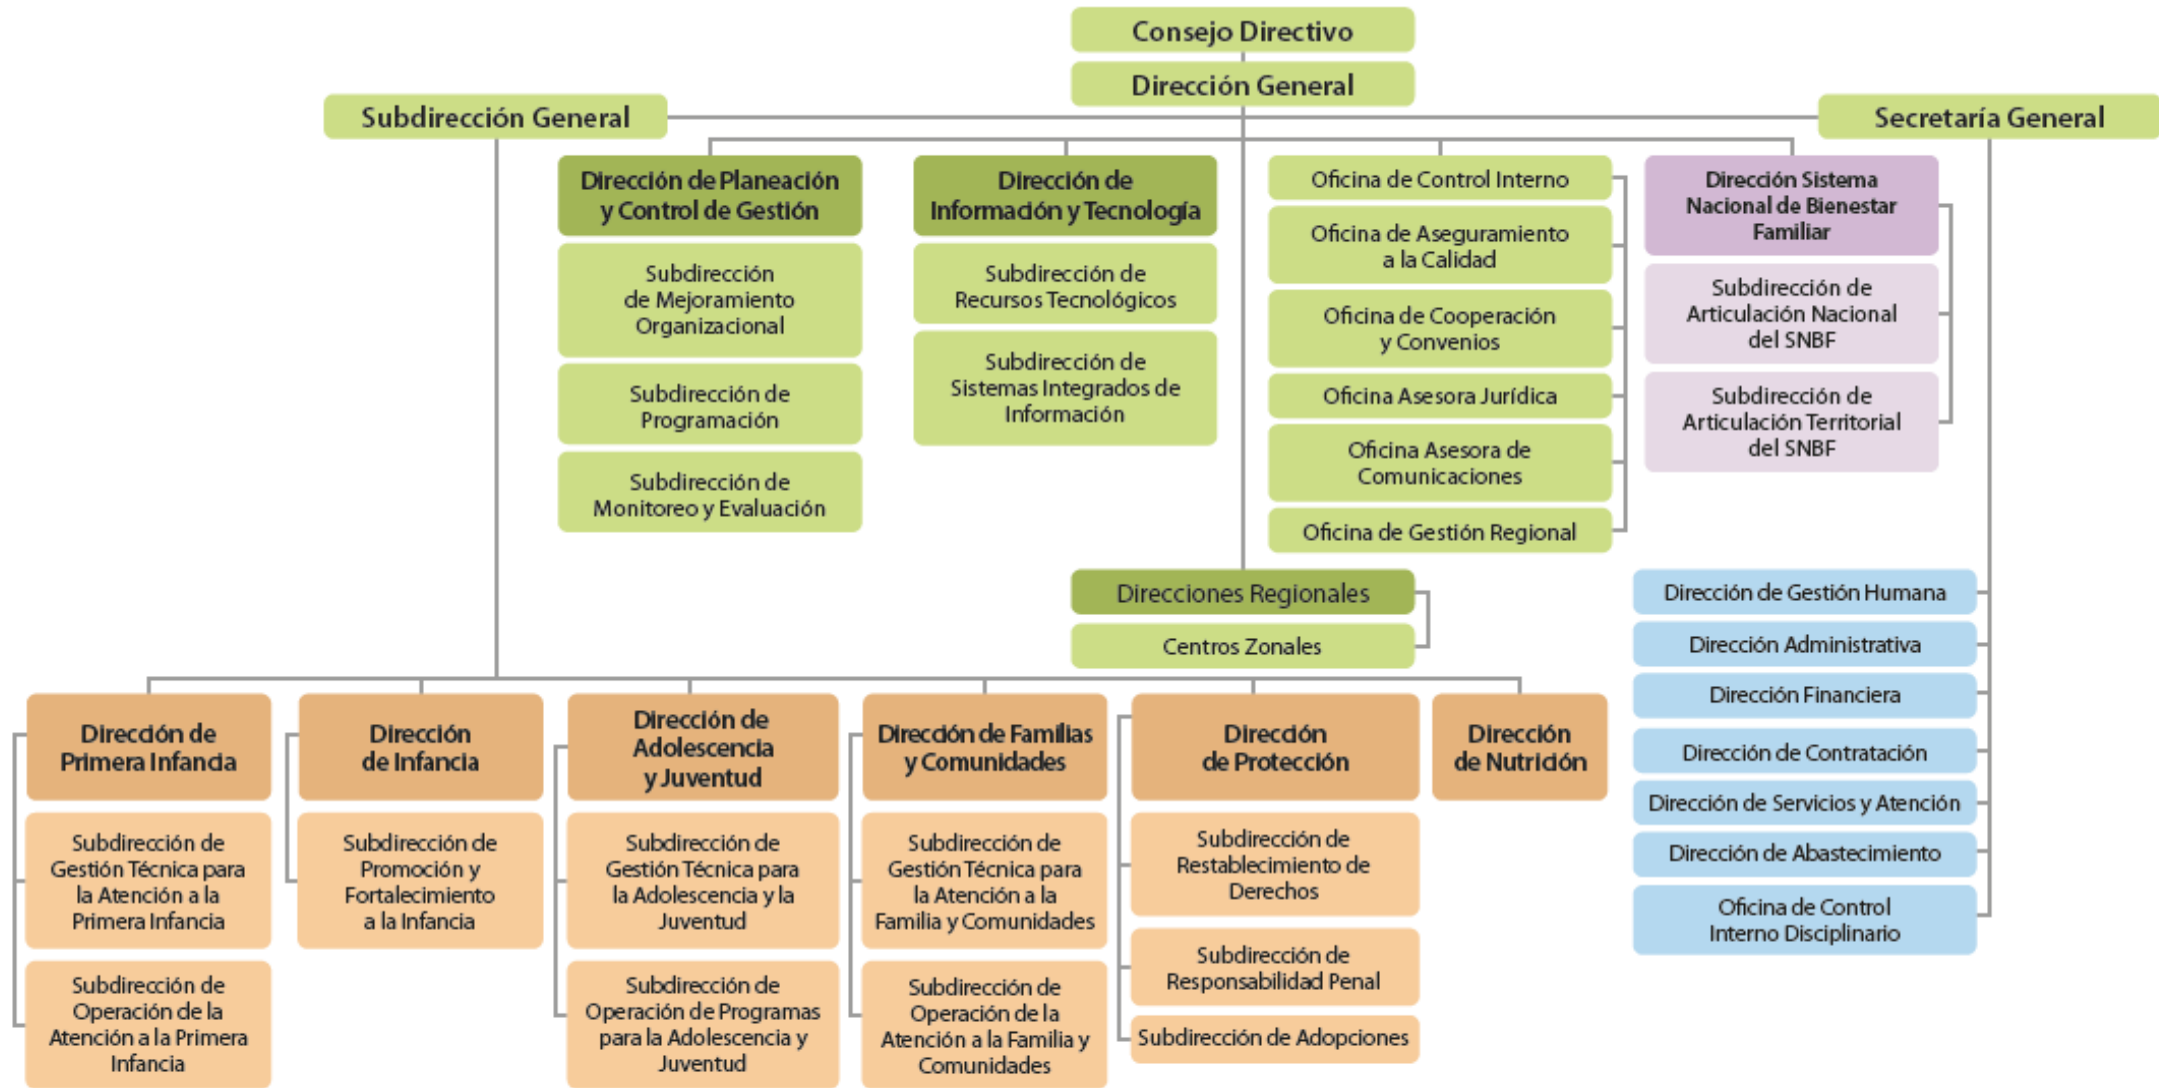 Consejo Directivo
Dirección General
Subdirección General
Secretaría General
Dirección de Planeación
y Control de Gestión
Subdirección
de Mejoramiento
Organizacional
Subdirección de
Programación
Subdirección de
Monitoreo y Evaluación
Dirección de
Información y Tecnología
Subdirección de
Recursos Tecnológicos
Subdirección de
Sistemas Integrados de
Información
Oficina de Control Interno
Oficina de Aseguramiento
a la Calidad
Oficina de Cooperación
y Convenios
Oficina Asesora Jurídica
Oficina Asesora de
Comunicaciones
Oficina de Gestión Regional
Dirección Sistema
Nacional de Bienestar
Familiar
Subdirección de
Articulación Nacional
del SNBF
Subdirección de
Articulación Territorial
del SNBF
Direcciones Regionales
Centros Zonales
Dirección de Gestión Humana
Dirección Administrativa
Dirección Financiera
Dirección de Contratación
Dirección de Servicios y Atención
Dirección de Abastecimiento
Oficina de Control
Interno Disciplinario
Dirección de
Primera Infancia
Subdirección de
Gestión Técnica para
la Atención a la
Primera Infancia
Subdirección de
Operación de la
Atención a la Primera
Infancia
Dirección
de Infancia
Subdirección de
Promoción y
Fortalecimiento
a la Infancia
Dirección de
Adolescencia
y Juventud
Subdirección de
Gestión Técnica para
la Adolescencia y la
Juventud
Subdirección de
Operación de Programas
para la Adolescencia y
Juventud
Dirección de Familias
y Comunidades
Subdirección de
Gestión Técnica para
la Atención a la
Familia y Comunidades
Subdirección de
Operación de la
Atención a la Familia y
Comunidades
Dirección
de Protección
Subdirección de
Restablecimiento de
Derechos
Subdirección de
Responsabilidad Penal
Subdirección de Adopciones
Dirección
de Nutrición